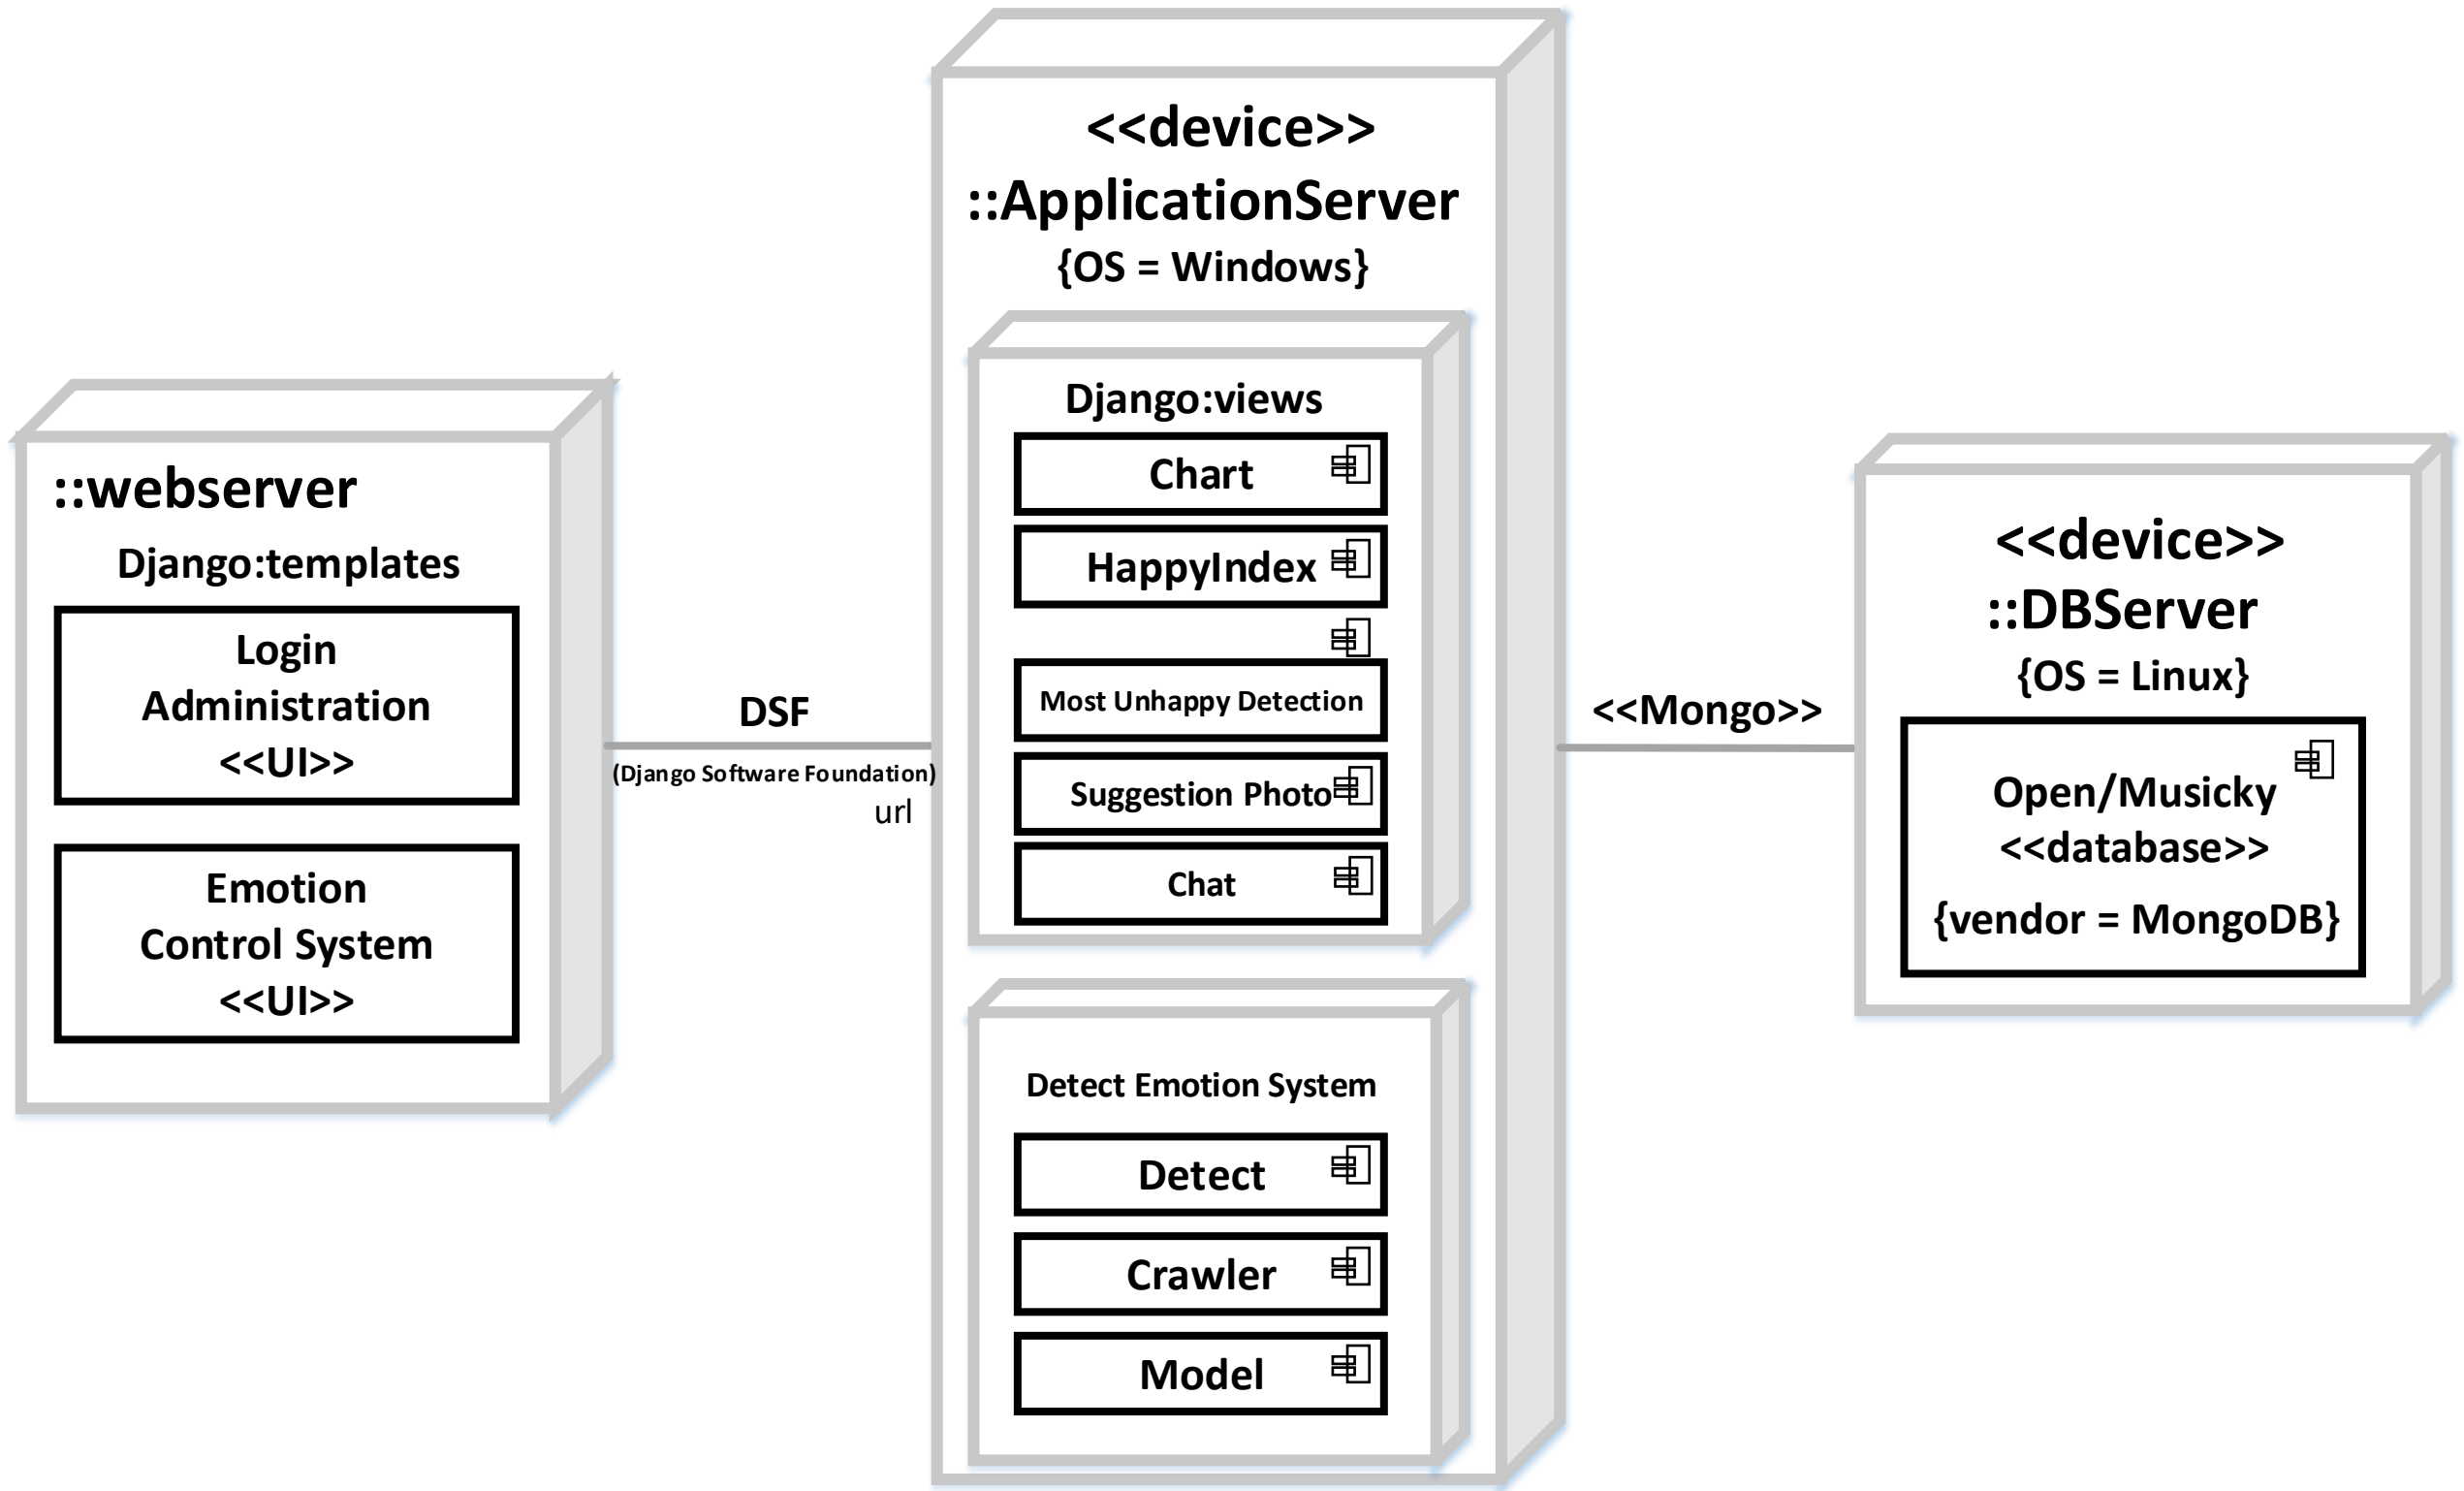 ::webserver
Django:templates
Login
Administration
<<UI>>
Emotion
Control System
<<UI>>
DSF
(Django Software Foundation)
url
<<device>>
::ApplicationServer
{OS = Windows}
Django:views
Chart
HappyIndex
Most Unhappy Detection
Suggestion Photo
Chat
Detect Emotion System
Detect
Crawler
Model
<<Mongo>>
<<device>>
::DBServer
{OS = Linux}
Open/Musicky
<<database>>
{vendor = MongoDB}